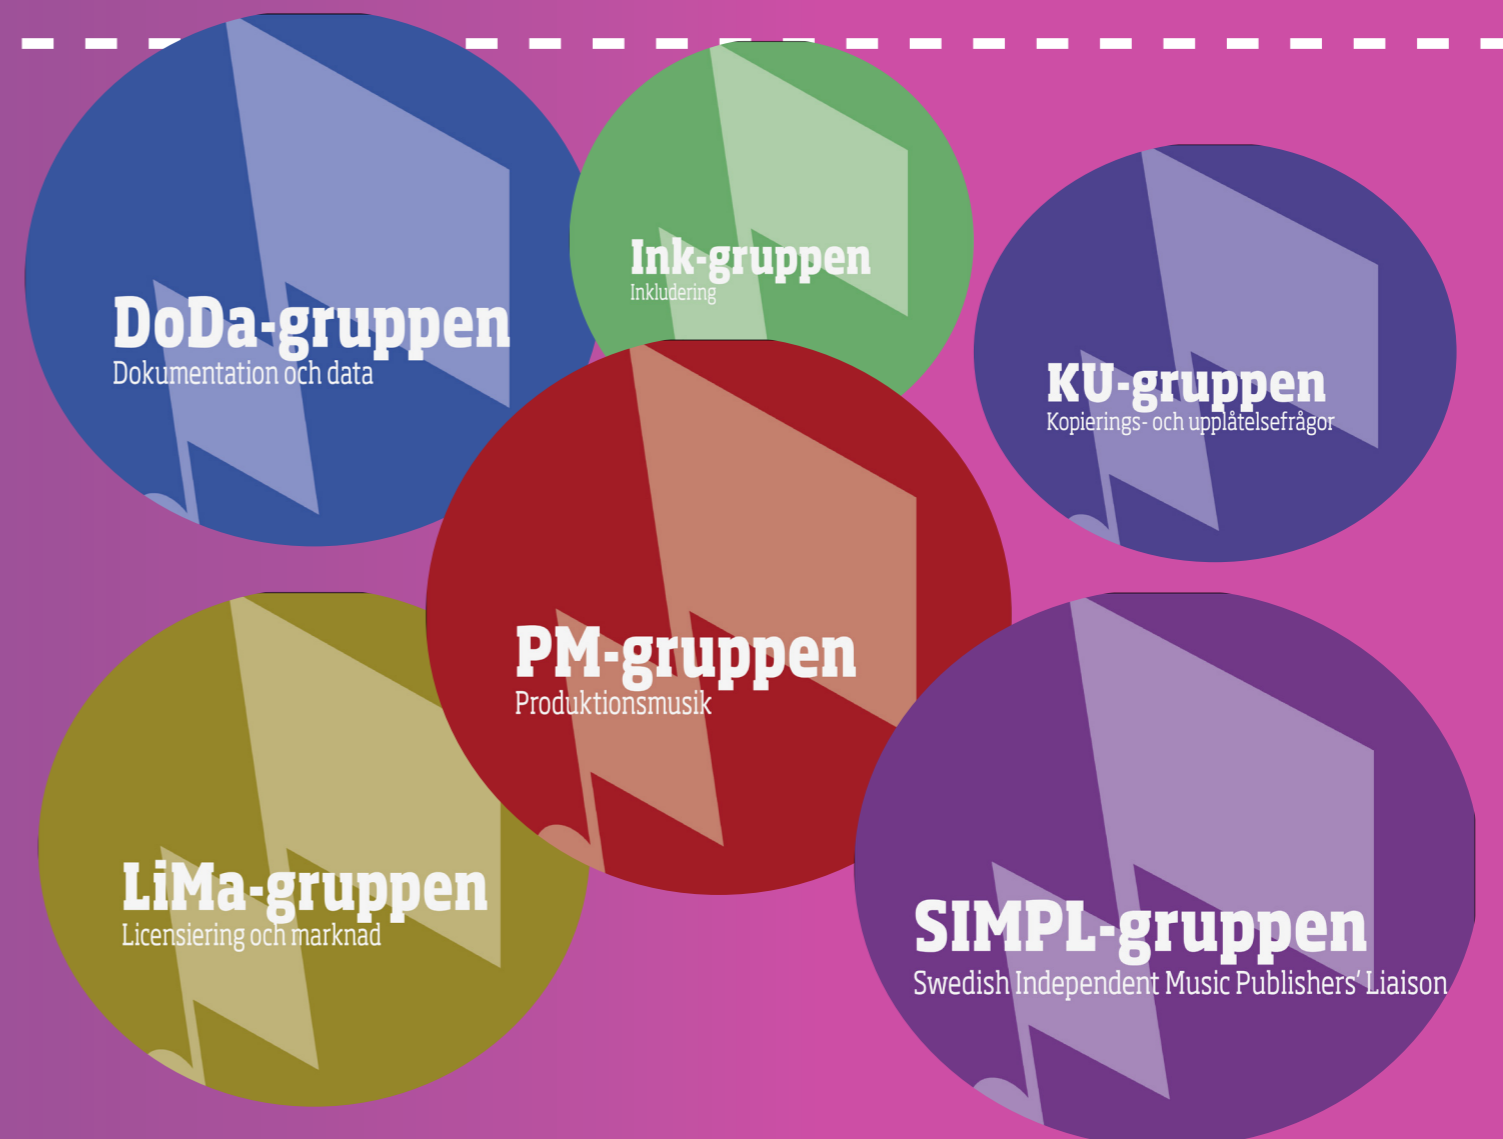 DoDa-gruppen
Dokumentation och data
Ink-gruppen
Inkludering
KU-gruppen
Kopierings- och upplåtelsefrågor
PM-gruppen
Produktionsmusik
LiMa-gruppen
Licensiering och marknad
SIMPL-gruppen
Swedish Independent Music Publishers’ Liaison